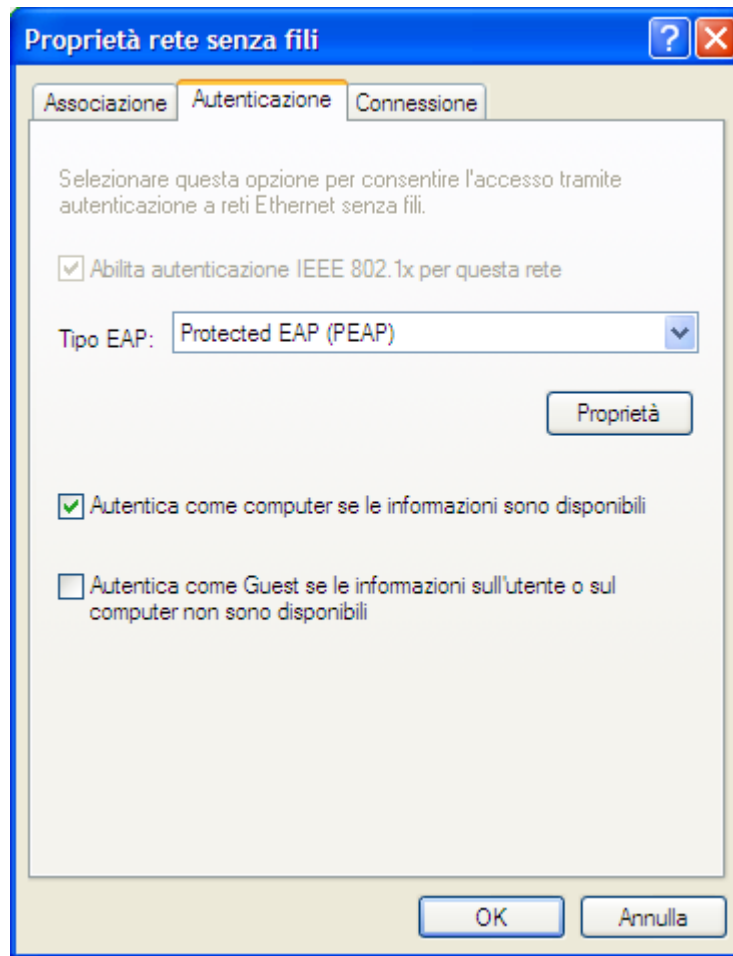 Proprietà rete senza fili
Associazione Autenticazione Connessione
Selezionare questa opzione per consentire l'accesso tramite
autenticazione a reti Ethernet senza fili.
Abilita autenticazione IEEE 802.1x per questa rete
Tipo EAP: Protected EAP (PEAP)
Proprietà
Autentica come computer se le informazioni sono disponibili
Autentica come Guest se le informazioni sull'utente o sul
computer non sono disponibili
OK Annulla